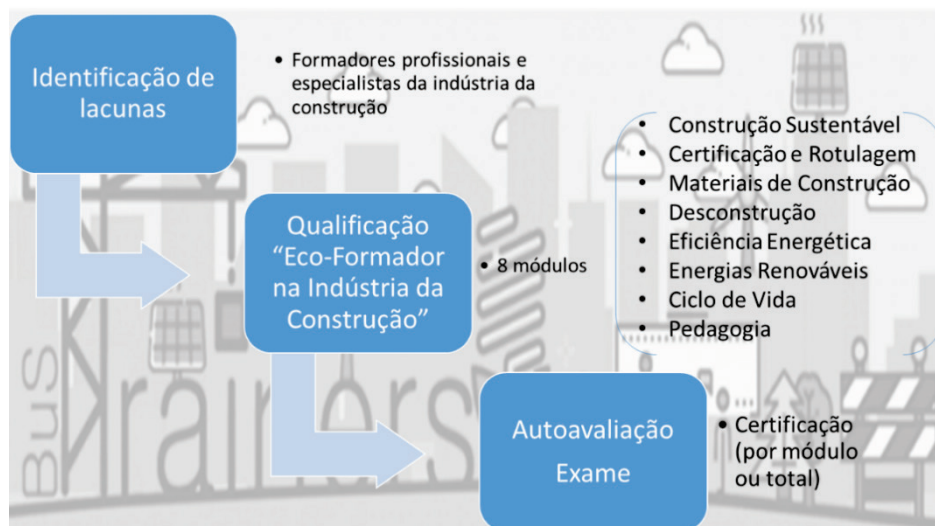 Identificação de
lacunas
• Formadores profissionais e
especialistas da indústria da
construção
Qualificação
“Eco-Formador
na Indústria da
Construção”
• 8 módulos
• Construção Sustentável
• Certificação e Rotulagem
• Materiais de Construção
• Desconstrução
• Eficiência Energética
• Energias Renováveis
• Ciclo de Vida
• Pedagogia
Autoavaliação
Exame
• Certificação
(por módulo
ou total)
Bus
Trainers